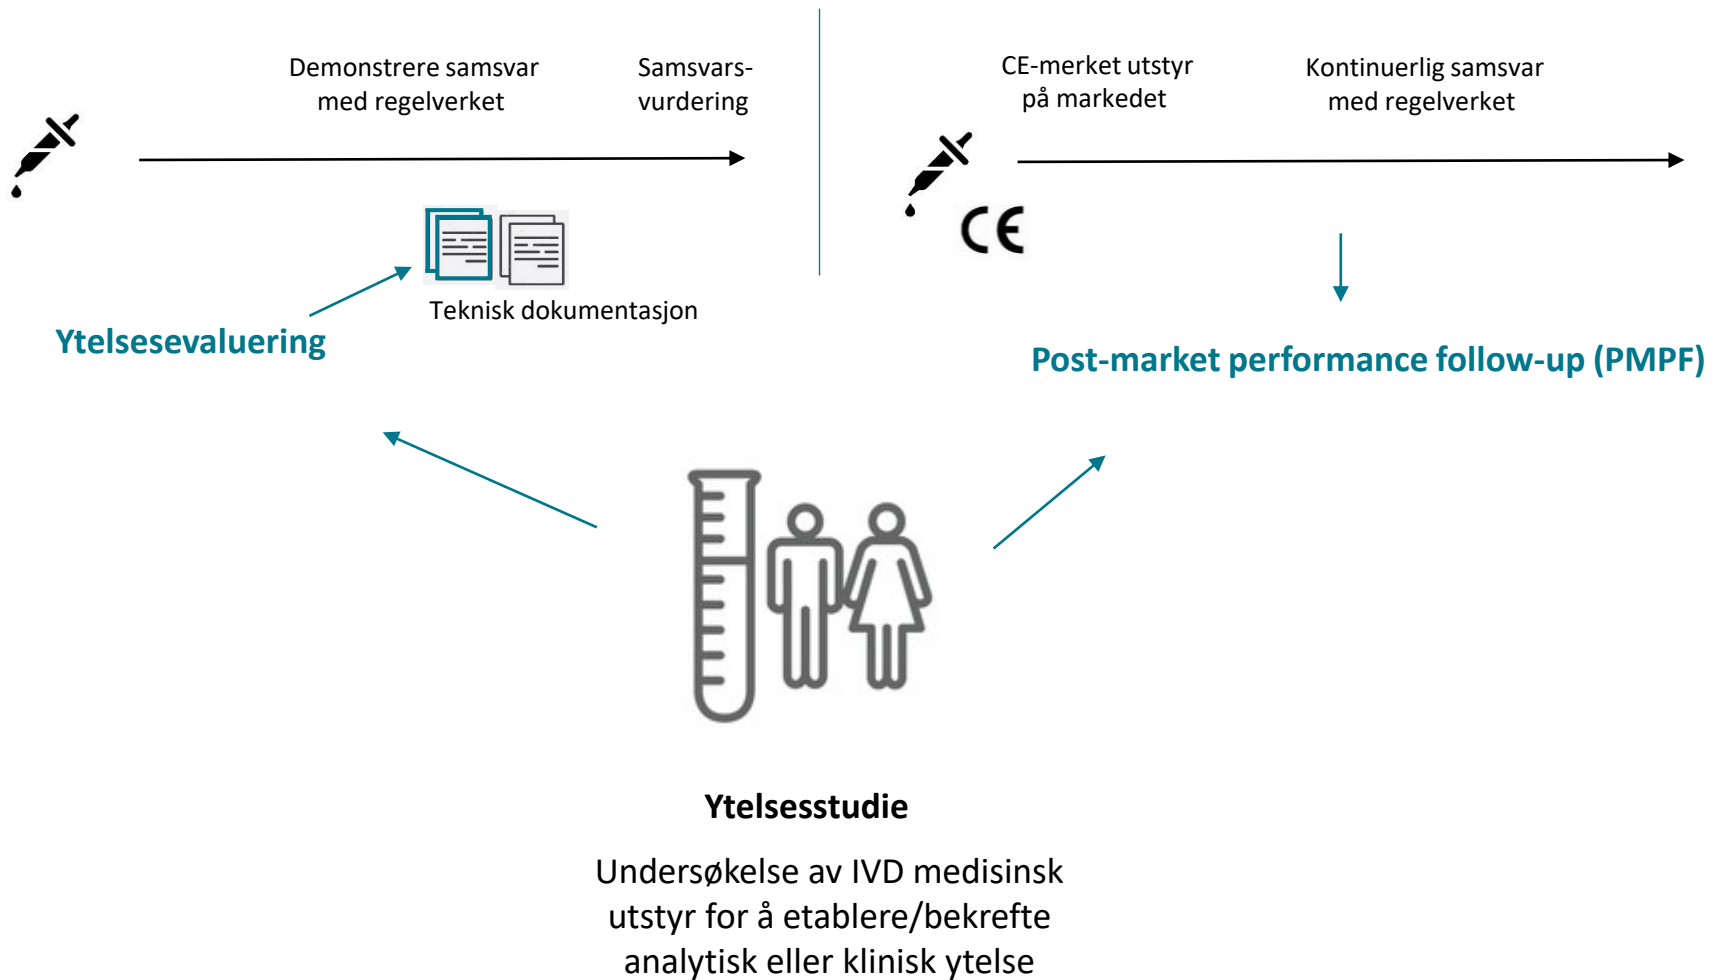 Demonstrere samsvar
med regelverket
Samsvars-
vurdering
CE-merket utstyr
på markedet
Kontinuerlig samsvar
med regelverket
CE
Teknisk dokumentasjon
Ytelsesevaluering
Post-market performance follow-up (PMPF)
Ytelsesstudie
Undersøkelse av IVD medisinsk
utstyr for å etablere/bekrefte
analytisk eller klinisk ytelse